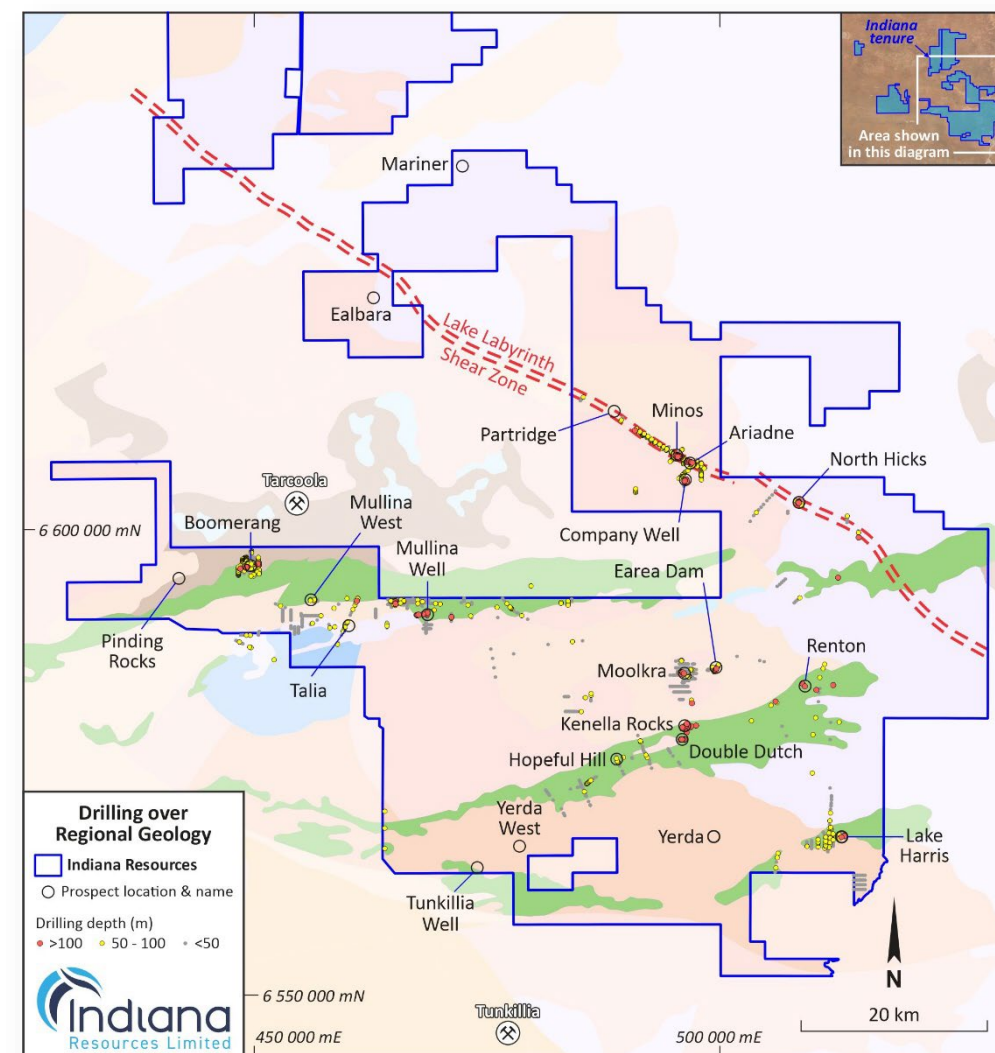 Indiana
tenure
Area shown
in this diagram
Mariner
Ealbara
Lake Labyrinth
Shear Zone
Partridge
Minos
Ariadne
North Hicks
Tarcoola
Mullina
West
Boomerang
6 600 000 mN
Mullina
Well
Company Well
Earea Dam
Pinding
Rocks
Talia
Moolkra
Renton
Kenella Rocks
Double Dutch
Hopeful Hill
Yerda
West
Yerda
Lake
Harris
Tunkillia
Well
Drilling over
Regional Geology
Indiana Resources
Prospect location & name
Drilling depth (m)
>100 50 - 100 <50
Indiana
Resources Limited
6 550 000 mN
450 000 mE
Tunkillia
500 000 mE
N
20 km